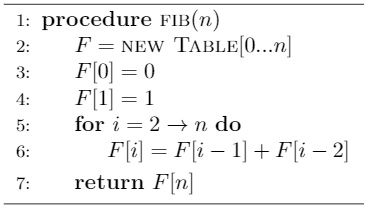 1: procedure FIB(n)
2: F = NEW TABLE[0...n]
3: F[0] = 0
4: F[1] = 1
5: for i = 2 → n do
6: F[i] = F[i − 1] + F[i − 2]
7: return F[n]